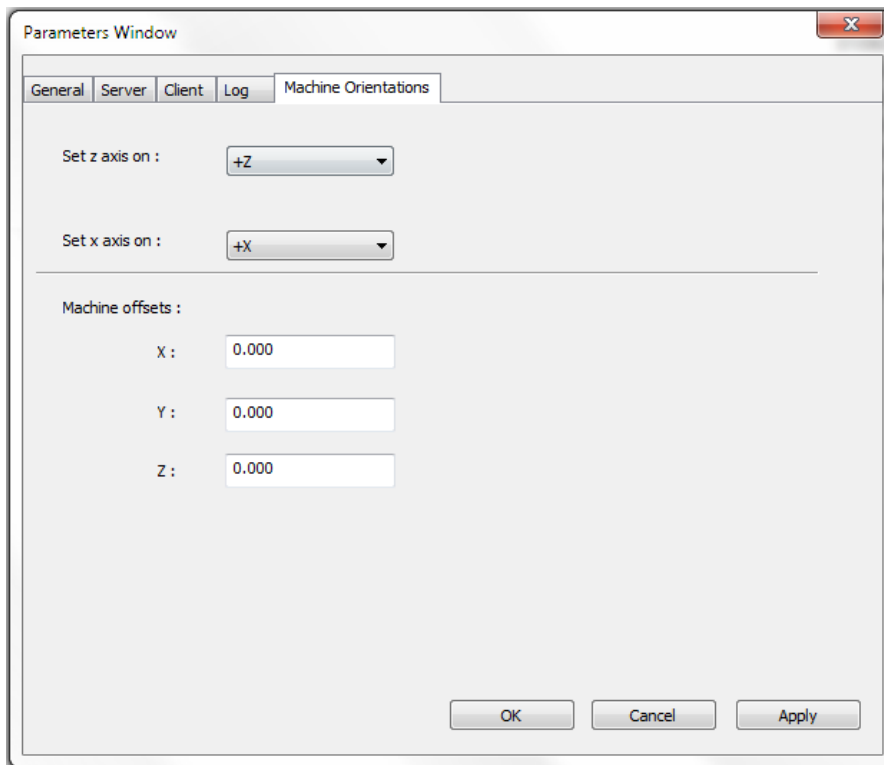 Parameters Window
General Server Client Log Machine Orientations
Set z axis on : +Z
Set x axis on : +X
Machine offsets :
X : 0.000
Y : 0.000
Z : 0.000
OK Cancel Apply